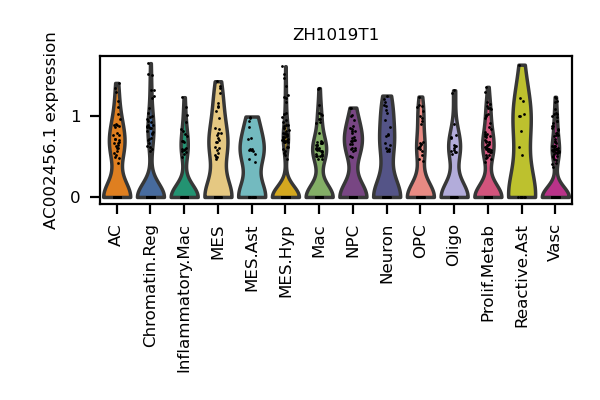 ZH1019T1
AC002456.1 expression
1
0
AC
Chromatin.Reg
Inflammatory.Mac
MES
MES.Ast
MES.Hyp
Mac
NPC
Neuron
OPC
Oligo
Prolif.Metab
Reactive.Ast
Vasc